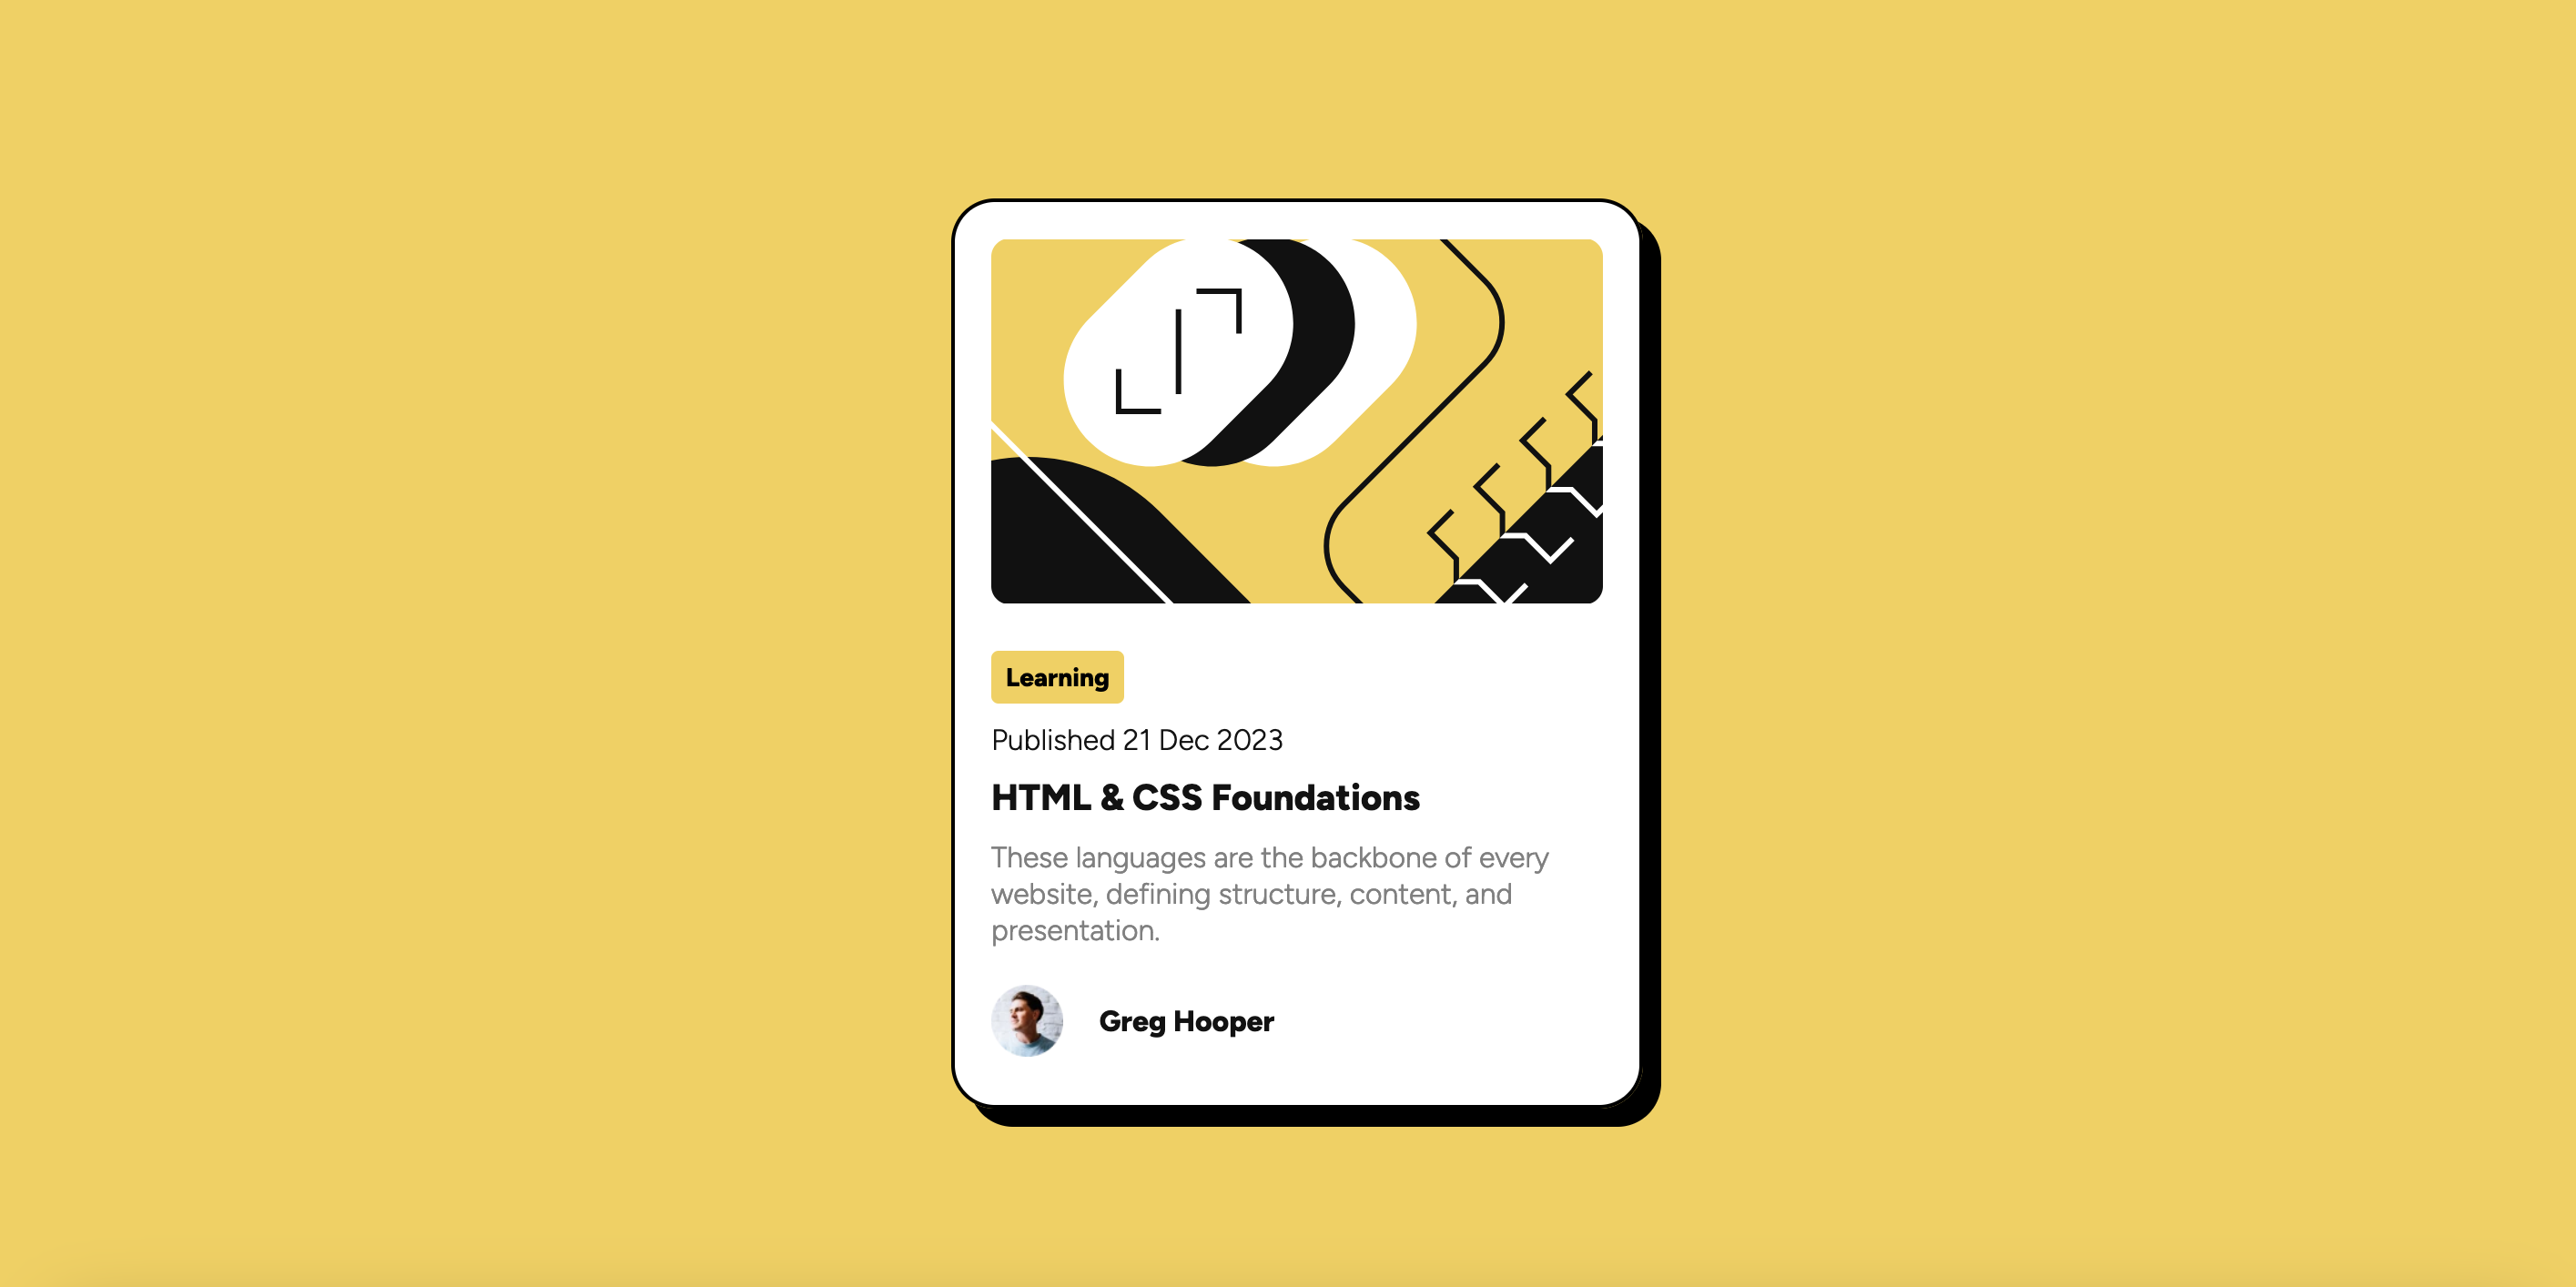 Learning
Published 21 Dec 2023
HTML & CSS Foundations
These languages are the backbone of every
website, defining structure, content, and
presentation.
Greg Hooper